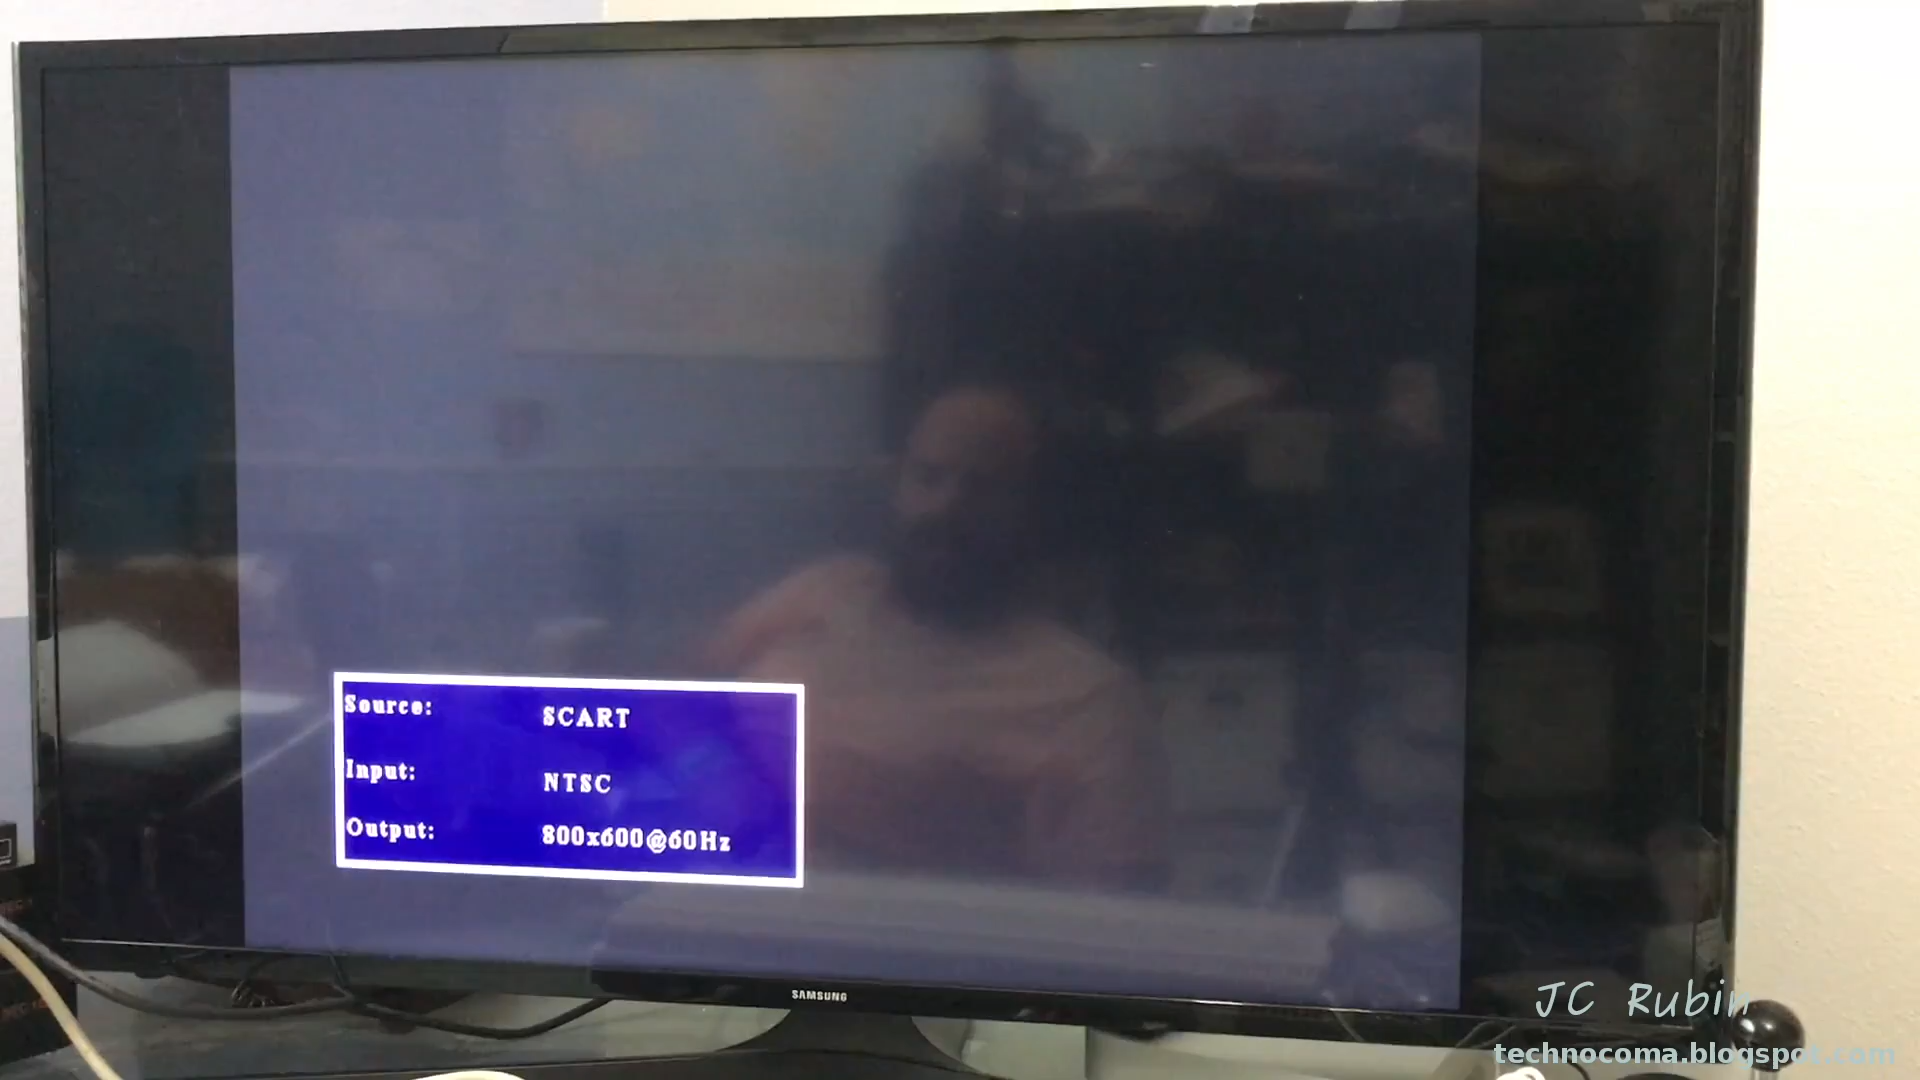 Source: SCART
Input: NTSC
Output: 800x600@60Hz
SAMSUNG
JC Rubin
technocoma.blogspot.com